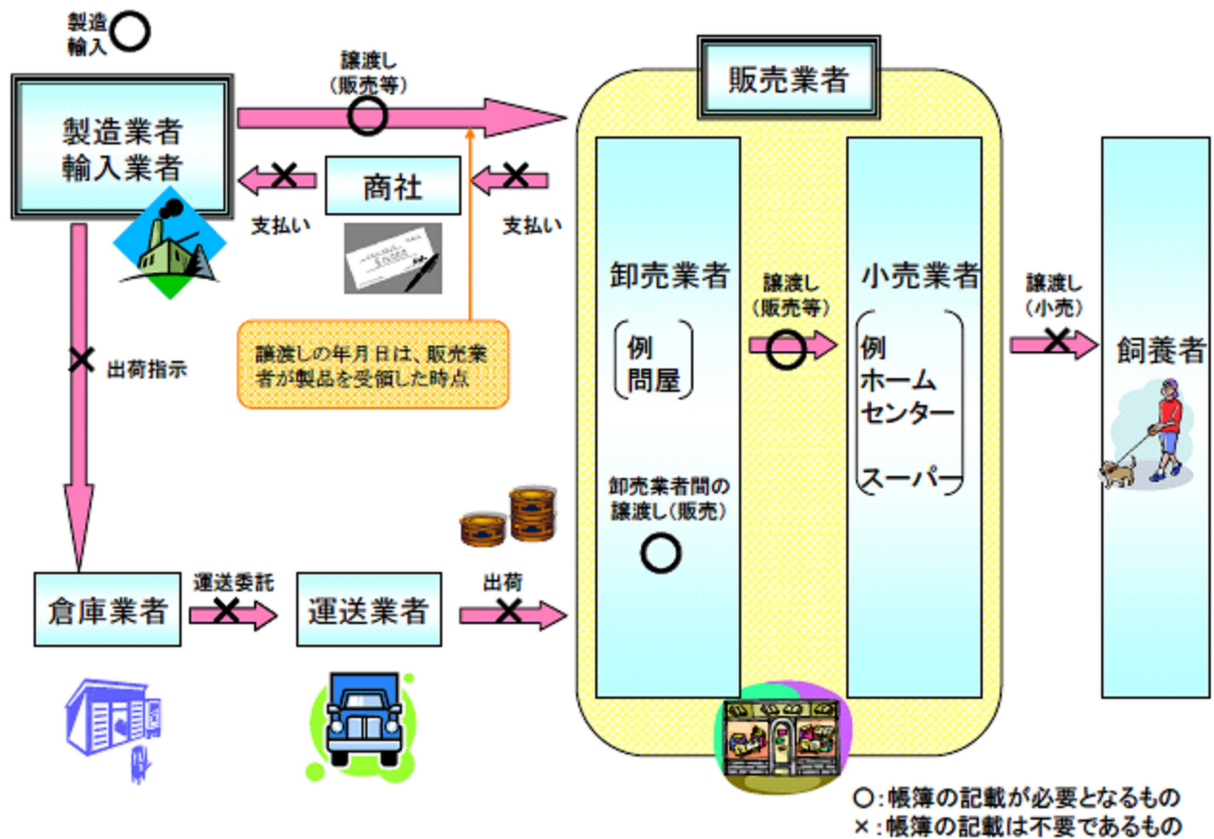 製造
輸入
製造業者
輸入業者
譲渡し
（販売等）
販売業者
商社
支払い
支払い
譲渡しの年月日は、販売業
者が製品を受領した時点
出荷指示
卸売業者
例
問屋
卸売業者間の
譲渡し（販売）
譲渡し
（販売等）
小売業者
例
ホーム
センター
スーパー
譲渡し
（小売）
飼養者
倉庫業者
運送委託
運送業者
出荷
○：帳簿の記載が必要となるもの
×：帳簿の記載は不要であるもの